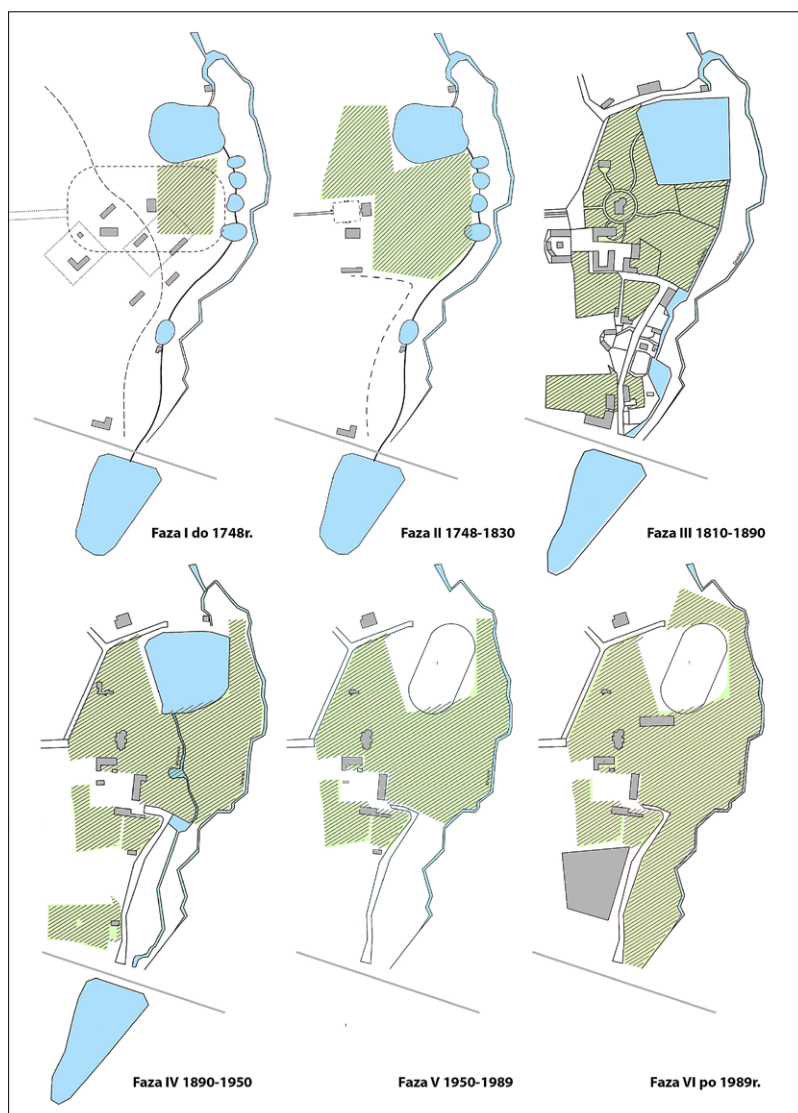 Faza I do 1748r.
Faza II 1748-1830
Faza III 1810-1890
Faza IV 1890-1950
Faza V 1950-1989
Faza VI po 1989r.